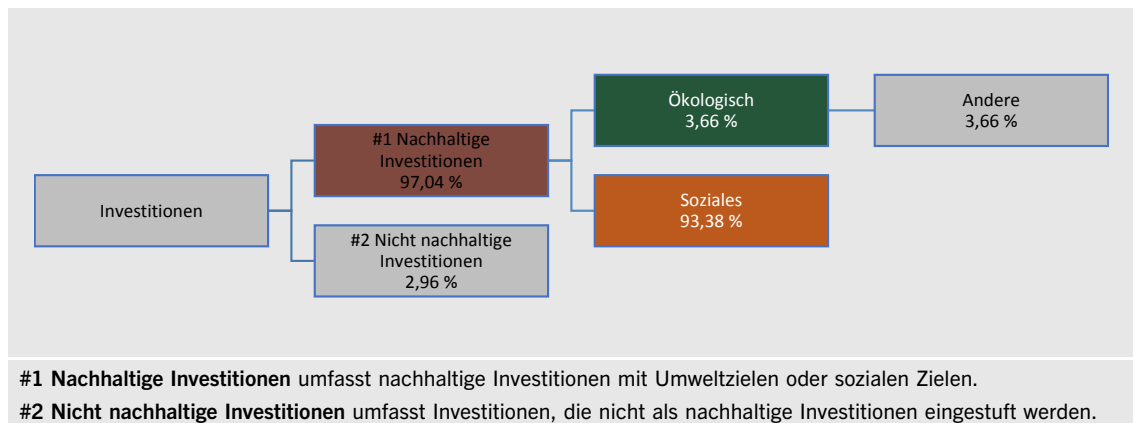 Investitionen
#1 Nachhaltige
Investitionen
97,04 %
#2 Nicht nachhaltige
Investitionen
2,96 %
Ökologisch
3,66 %
Soziales
93,38 %
Andere
3,66 %
#1 Nachhaltige Investitionen umfasst nachhaltige Investitionen mit Umweltzielen oder sozialen Zielen.
#2 Nicht nachhaltige Investitionen umfasst Investitionen, die nicht als nachhaltige Investitionen eingestuft werden.